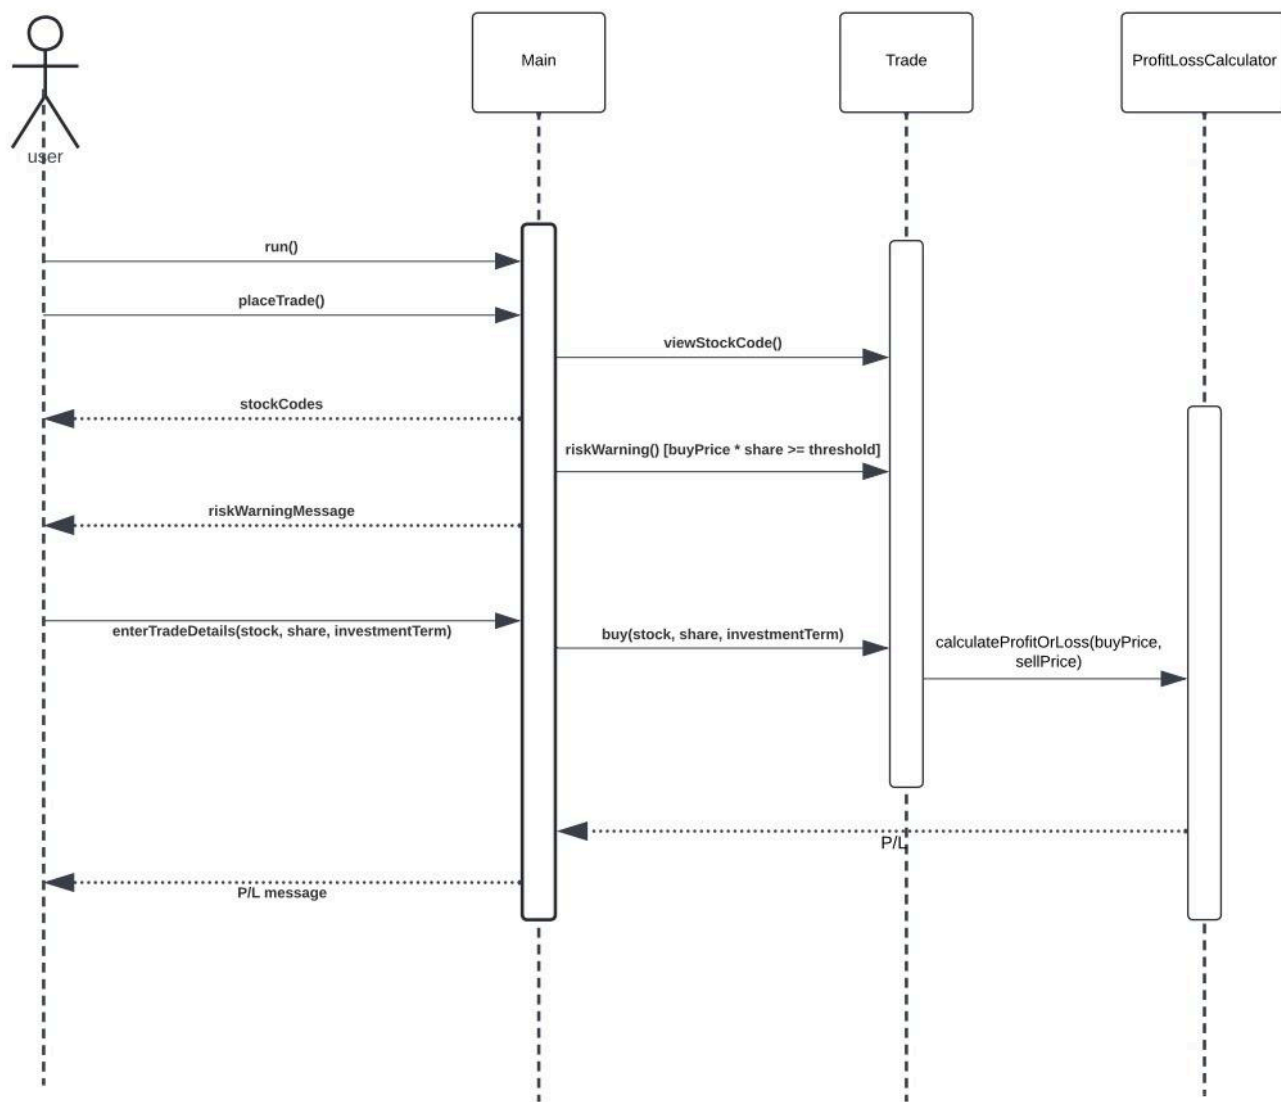 Main
Trade
ProfitLossCalculator
user
run()
placeTrade()
viewStockCode()
stockCodes
riskWarning() [buyPrice * share >= threshold]
riskWarningMessage
enterTradeDetails(stock, share, investmentTerm)
buy(stock, share, investmentTerm)
calculateProfitOrLoss(buyPrice,
sellPrice)
P/L
P/L message